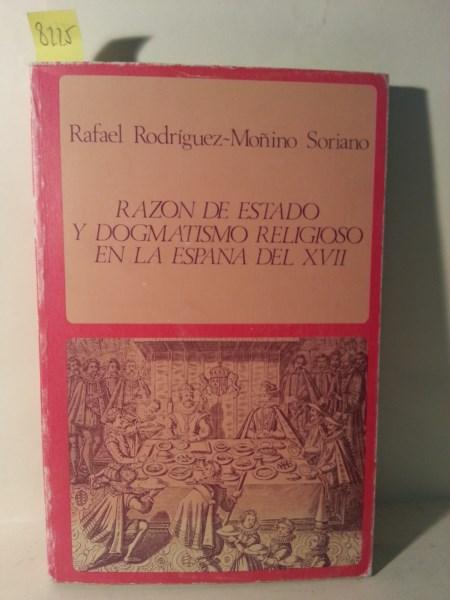 8225
Rafael Rodríguez-Moñino Soriano
RAZON DE ESTADO
Y DOGMATISMO RELIGIOSO
EN LA ESPAÑA DEL XVII